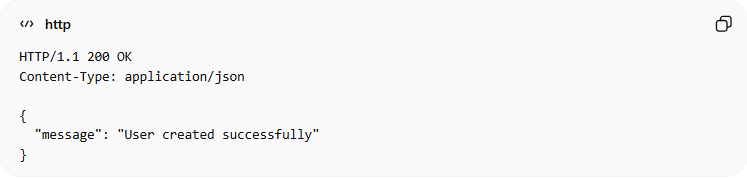 http
HTTP/1.1 200 OK
Content-Type: application/json
{
"message": "User created successfully"
}